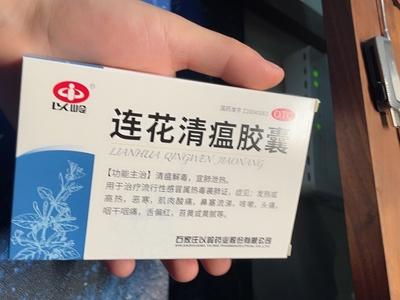 以岭
OTC
连花清瘟胶囊
LIANHUA QINGWEN JIAONANG
【功能主治】清瘟解毒,宣肺泄热。
用于治疗流行性感冒属热毒袭肺证,症见:发热或
高热,恶寒,肌肉酸痛,鼻塞流涕,咳嗽,头痛,
咽干咽痛,舌偏红,苔黄或黄腻等。
石家庄以岭药业股份有限公司